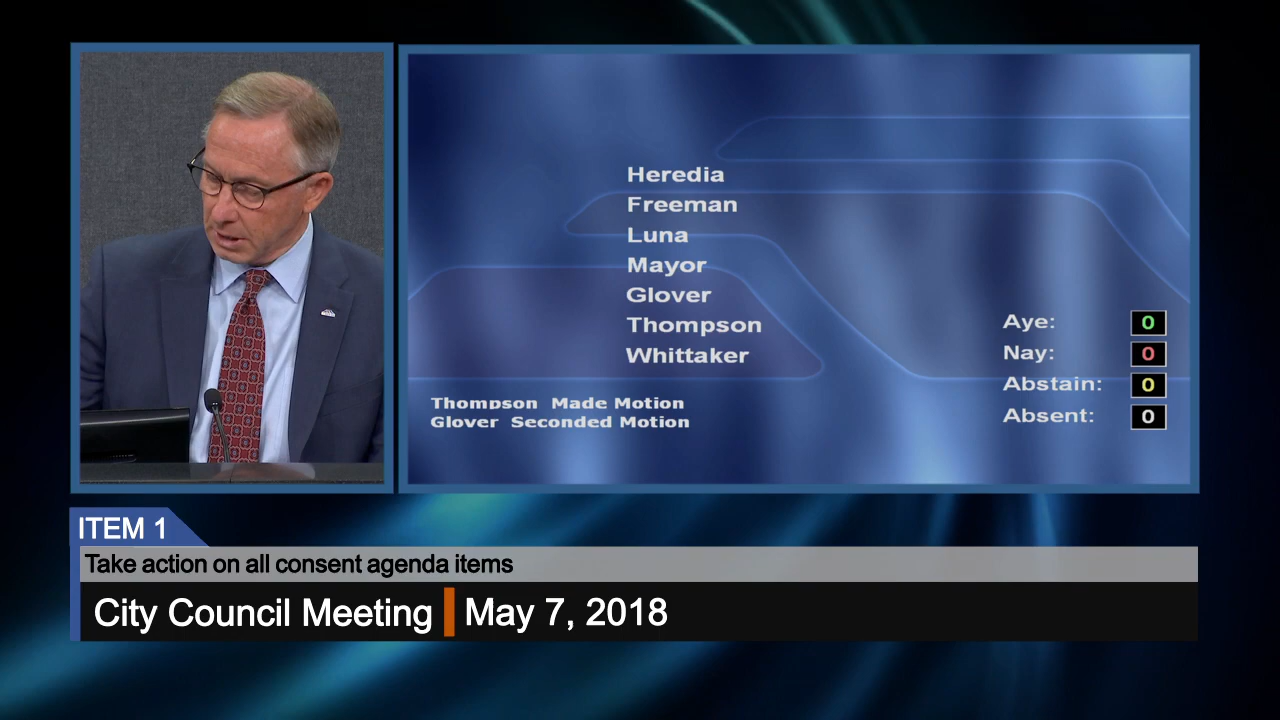 Heredia
Freeman
Luna
Mayor
Glover
Thompson
Whittaker
Thompson Made Motion
Glover Seconded Motion
Aye: 0
Nay: 0
Abstain: 0
Absent: 0
ITEM 1
Take action on all consent agenda items
City Council Meeting May 7, 2018